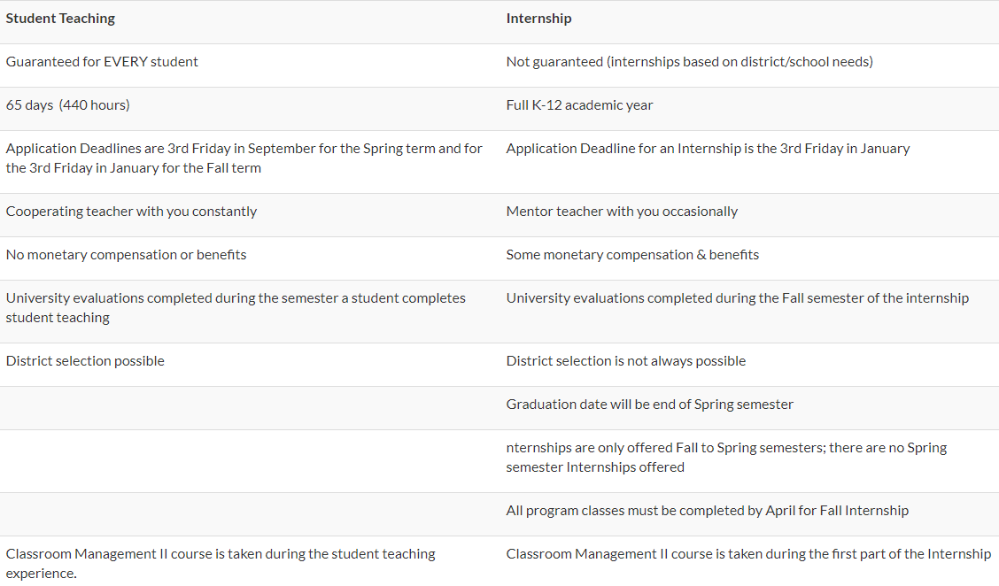 Student Teaching
Internship
Guaranteed for EVERY student
Not guaranteed (internships based on district/school needs)
65 days  (440 hours)
Full K-12 academic year
Application Deadlines are 3rd Friday in September for the Spring term and for
the 3rd Friday in January for the Fall term
Application Deadline for an Internship is the 3rd Friday in January
Cooperating teacher with you constantly
Mentor teacher with you occasionally
No monetary compensation or benefits
Some monetary compensation & benefits
University evaluations completed during the semester a student completes
student teaching
University evaluations completed during the Fall semester of the internship
District selection possible
District selection is not always possible
Graduation date will be end of Spring semester
nternships are only offered Fall to Spring semesters; there are no Spring
semester Internships offered
All program classes must be completed by April for Fall Internship
Classroom Management II course is taken during the student teaching
experience.
Classroom Management II course is taken during the first part of the Internship